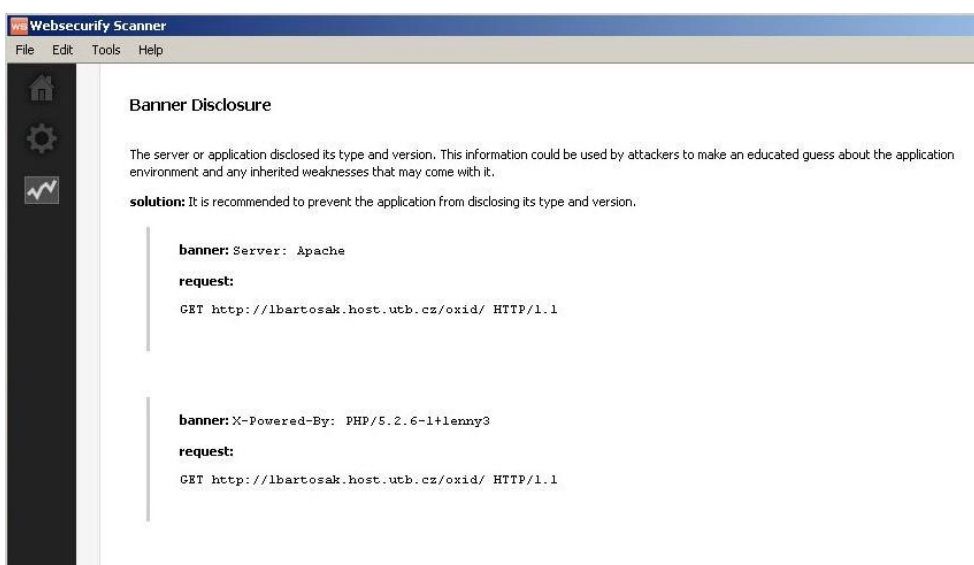 ws Websecurify Scanner
File Edit Tools Help
Banner Disclosure
The server or application disclosed its type and version. This information could be used by attackers to make an educated guess about the application
environment and any inherited weaknesses that may come with it.
solution: It is recommended to prevent the application from disclosing its type and version.
banner: Server: Apache
request:
GET http://lbartosak.host.utb.cz/oxid/ HTTP/1.1
banner: X-Powered-By: PHP/5.2.6-1+lenny3
request:
GET http://lbartosak.host.utb.cz/oxid/ HTTP/1.1